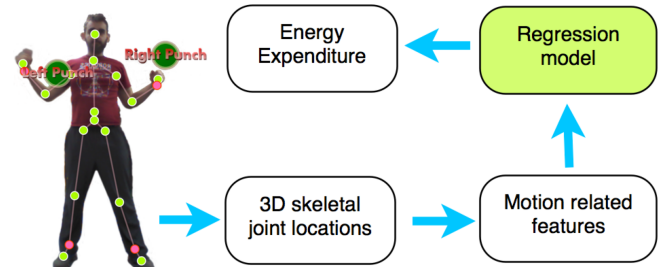 Left Punch
Right Punch
Energy
Expenditure
Regression
model
3D skeletal
joint locations
Motion related
features